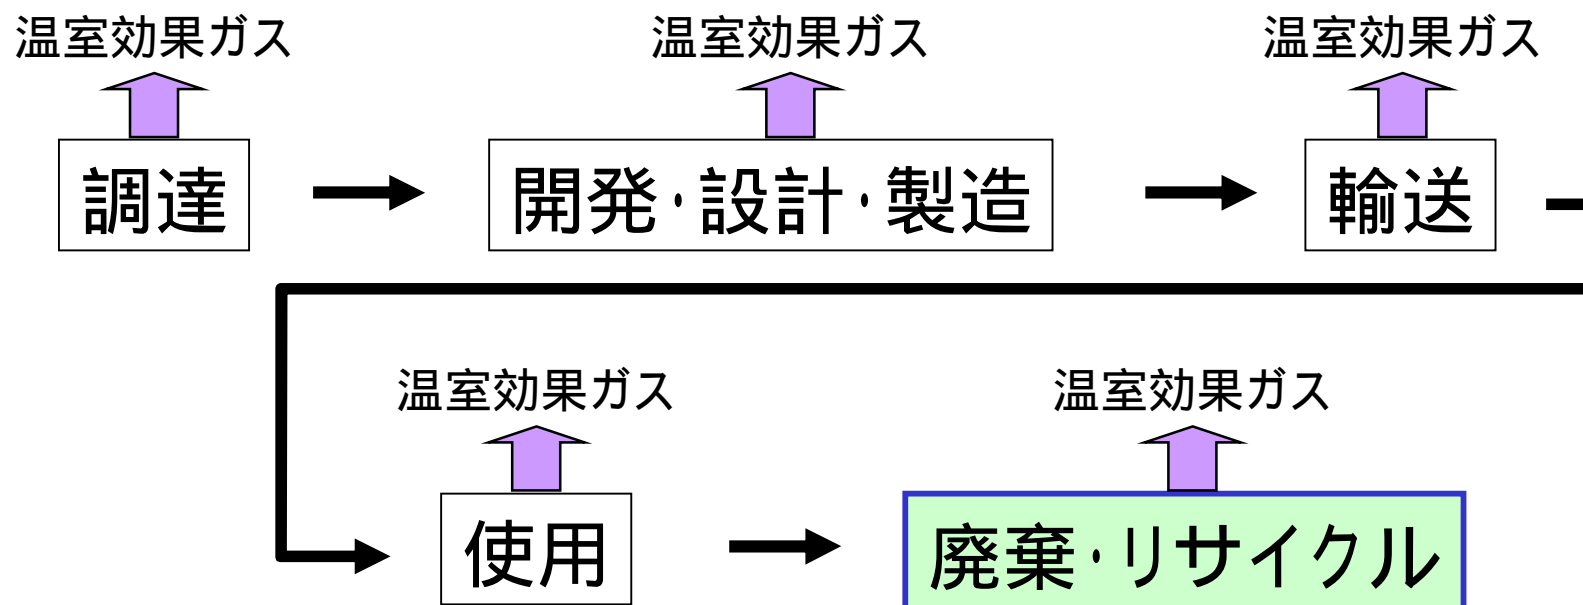 温室効果ガス 温室効果ガス 温室効果ガス
調達 開発・設計・製造 輸送
温室効果ガス 温室効果ガス
使用 廃棄・リサイクル